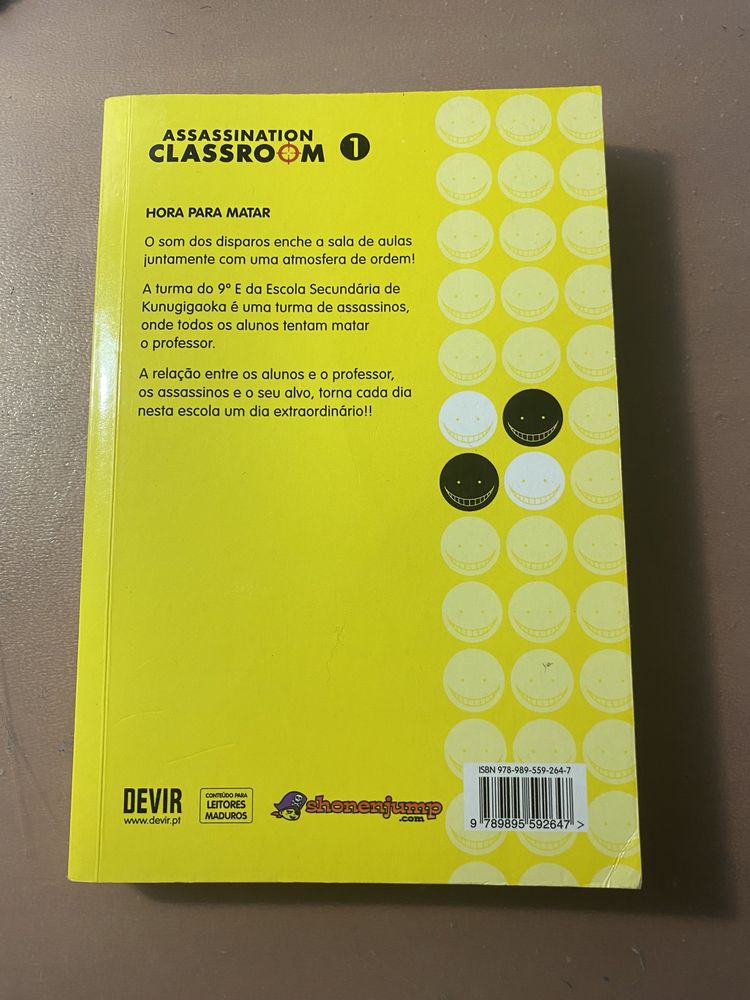 ASSASSINATION
CLASSROOM 1
HORA PARA MATAR
O som dos disparos enche a sala de aulas
juntamente com uma atmosfera de ordem!
A turma do 9º E da Escola Secundária de
Kunugigaoka é uma turma de assassinos,
onde todos os alunos tentam matar
o professor.
A relação entre os alunos e o professor,
os assassinos e o seu alvo, torna cada dia
nesta escola um dia extraordinário!!
DEVIR
www.devir.pt
CONTEÚDO PARA
LEITORES
MADUROS
shonenjump
.com
ISBN 978-989-559-264-7
9 789895 592647 >